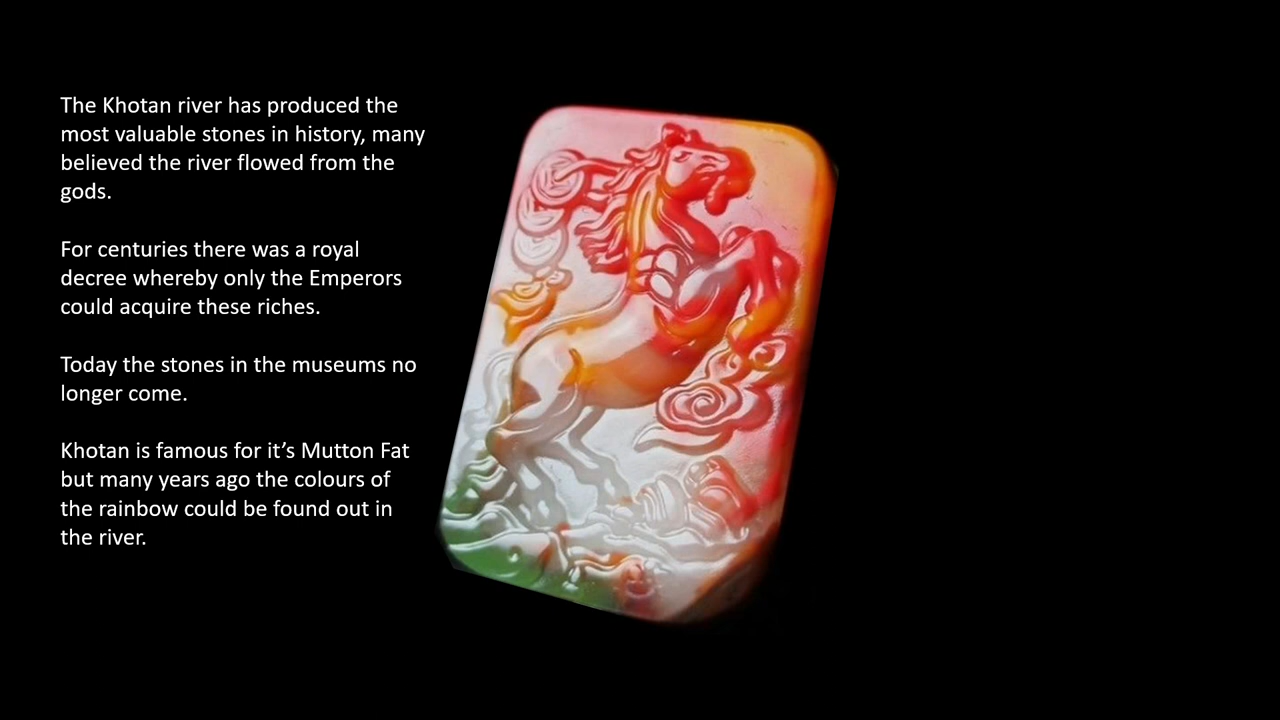 The Khotan river has produced the
most valuable stones in history, many
believed the river flowed from the
gods.
For centuries there was a royal
decree whereby only the Emperors
could acquire these riches.
Today the stones in the museums no
longer come.
Khotan is famous for it’s Mutton Fat
but many years ago the colours of
the rainbow could be found out in
the river.